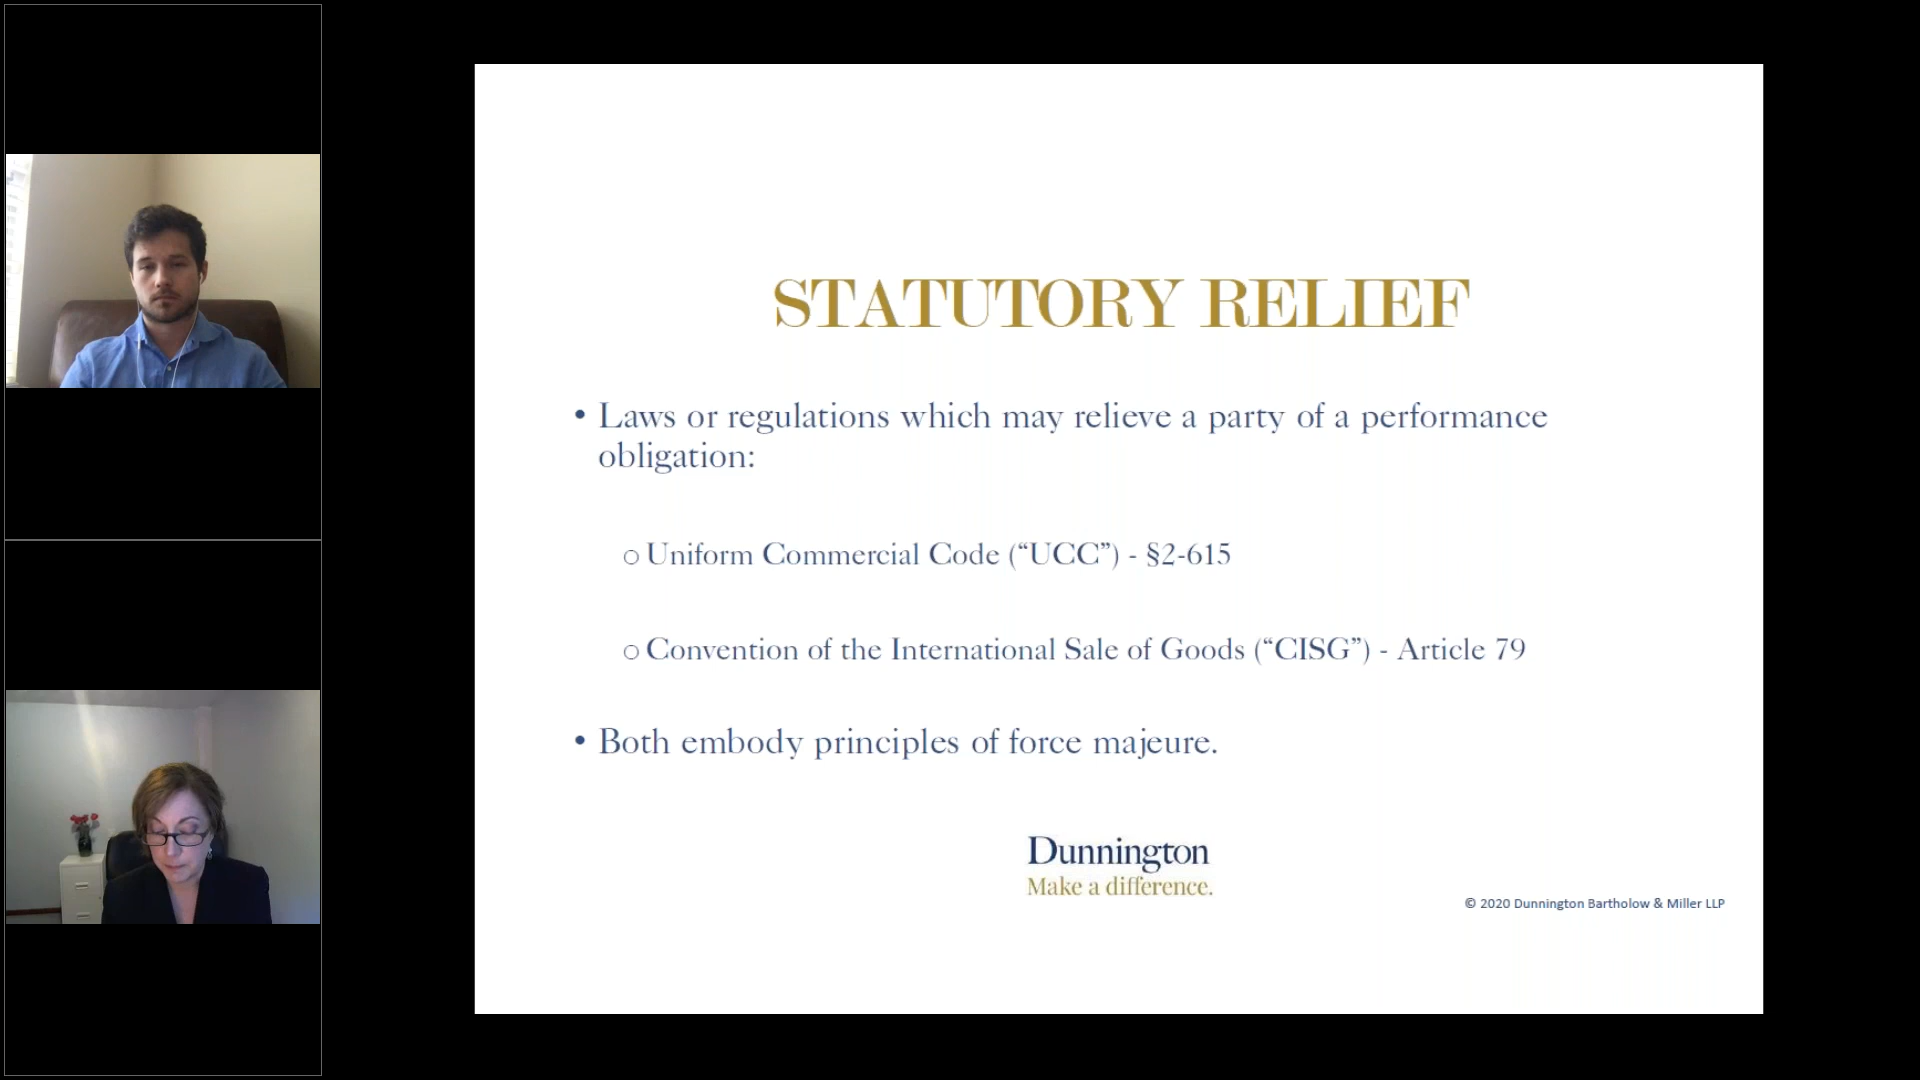 STATUTORY RELIEF
• Laws or regulations which may relieve a party of a performance
obligation:
○ Uniform Commercial Code (“UCC”) - §2-615
○ Convention of the International Sale of Goods (“CISG”) - Article 79
• Both embody principles of force majeure.
Dunnington
Make a difference.
© 2020 Dunnington Bartholow & Miller LLP